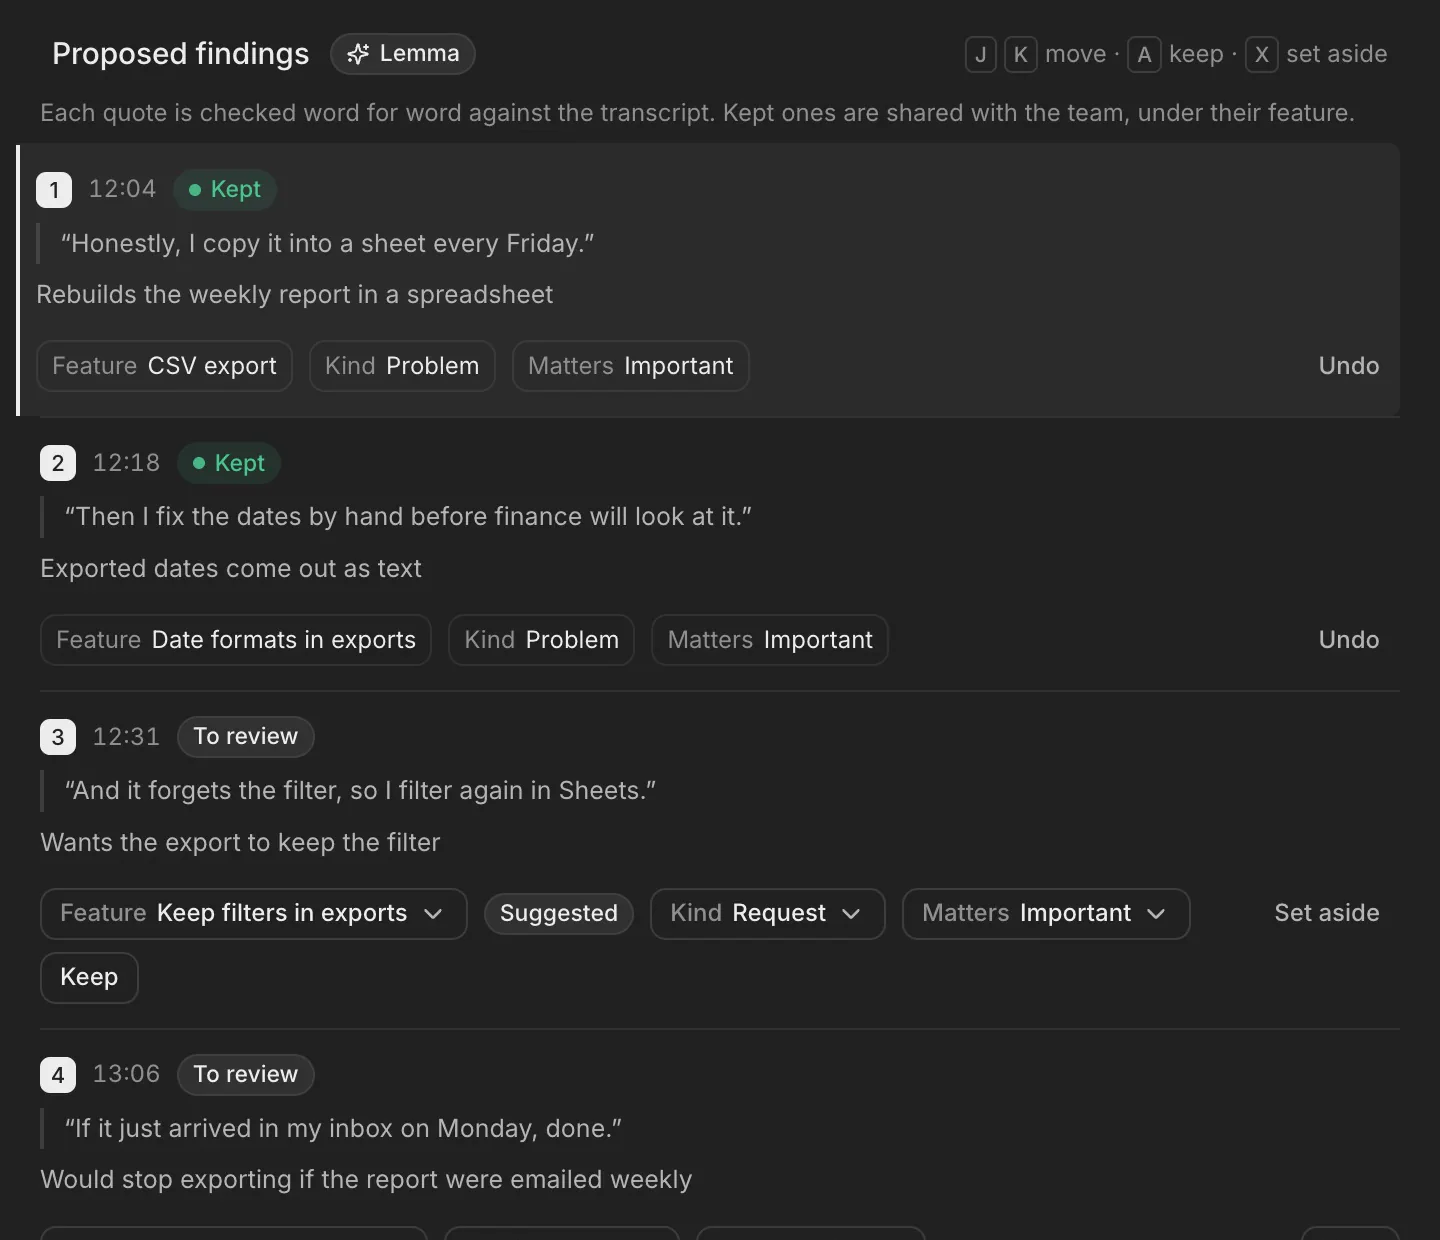 Proposed findings Lemma J K move · A keep · X set aside
Each quote is checked word for word against the transcript. Kept ones are shared with the team, under their feature.
1 12:04 Kept
“Honestly, I copy it into a sheet every Friday.”
Rebuilds the weekly report in a spreadsheet
Feature CSV export Kind Problem Matters Important Undo
2 12:18 Kept
“Then I fix the dates by hand before finance will look at it.”
Exported dates come out as text
Feature Date formats in exports Kind Problem Matters Important Undo
3 12:31 To review
“And it forgets the filter, so I filter again in Sheets.”
Wants the export to keep the filter
Feature Keep filters in exports Suggested Kind Request Matters Important Set aside
Keep
4 13:06 To review
“If it just arrived in my inbox on Monday, done.”
Would stop exporting if the report were emailed weekly